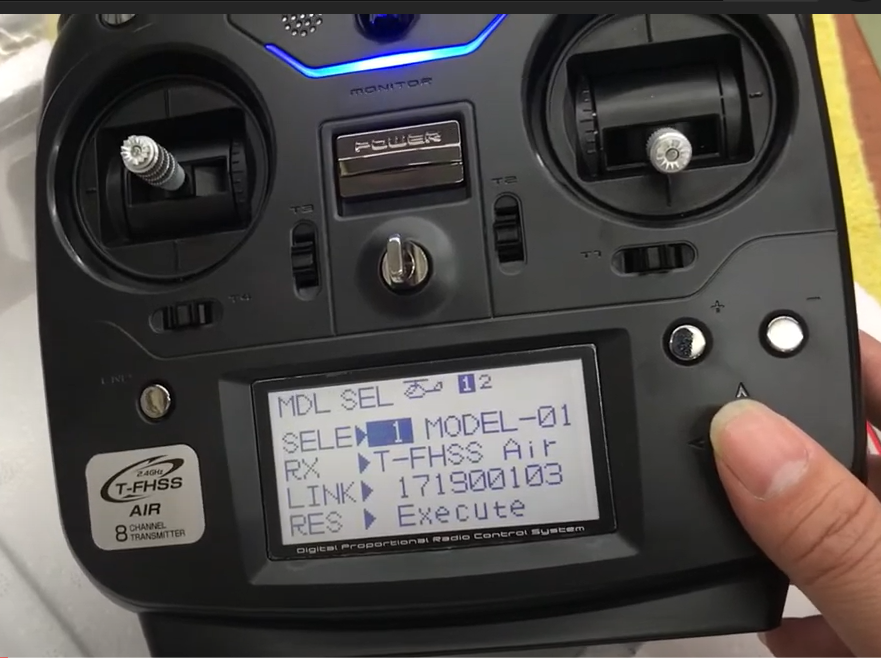 MONITOR
POWER
T3
T2
T1
T4
+
−
END
MDL SEL 1 2
SELE▶ 1 MODEL-01
RX ▶T-FHSS Air
LINK▶ 171900103
RES ▶ Execute
Digital Proportional Radio Control System
2.4GHz
T-FHSS
AIR
8 CHANNEL
TRANSMITTER